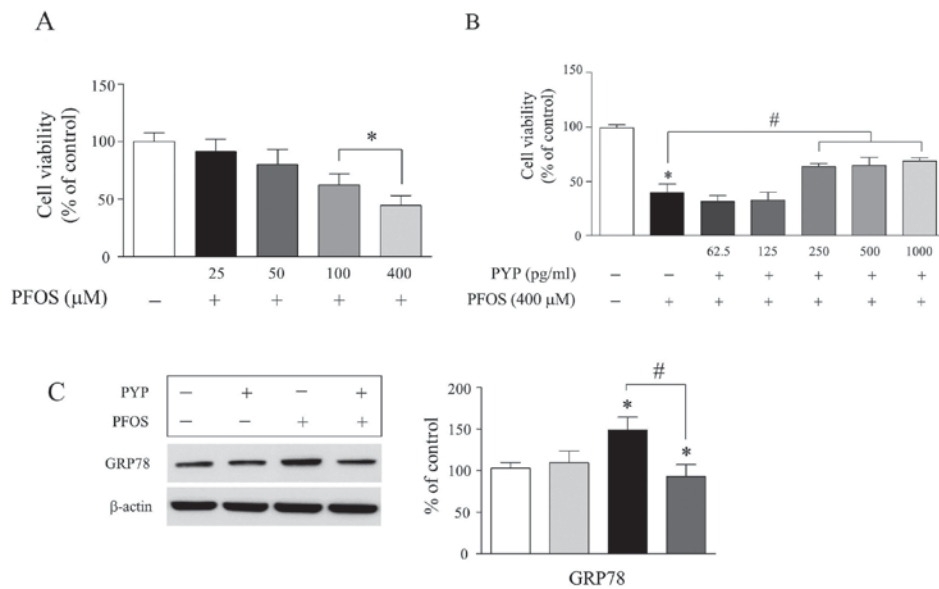 A
Cell viability
(% of control)
150
100
50
0
*
25 50 100 400
PFOS (µM) – + + + +
B
Cell viability
(% of control)
150
100
50
0
*
#
62.5 125 250 500 1000
PYP (pg/ml) – – + + + + +
PFOS (400 µM) – + + + + + +
C
PYP – + – +
PFOS – – + +
GRP78
β-actin
% of control
200
150
100
50
0
*
#
*
GRP78